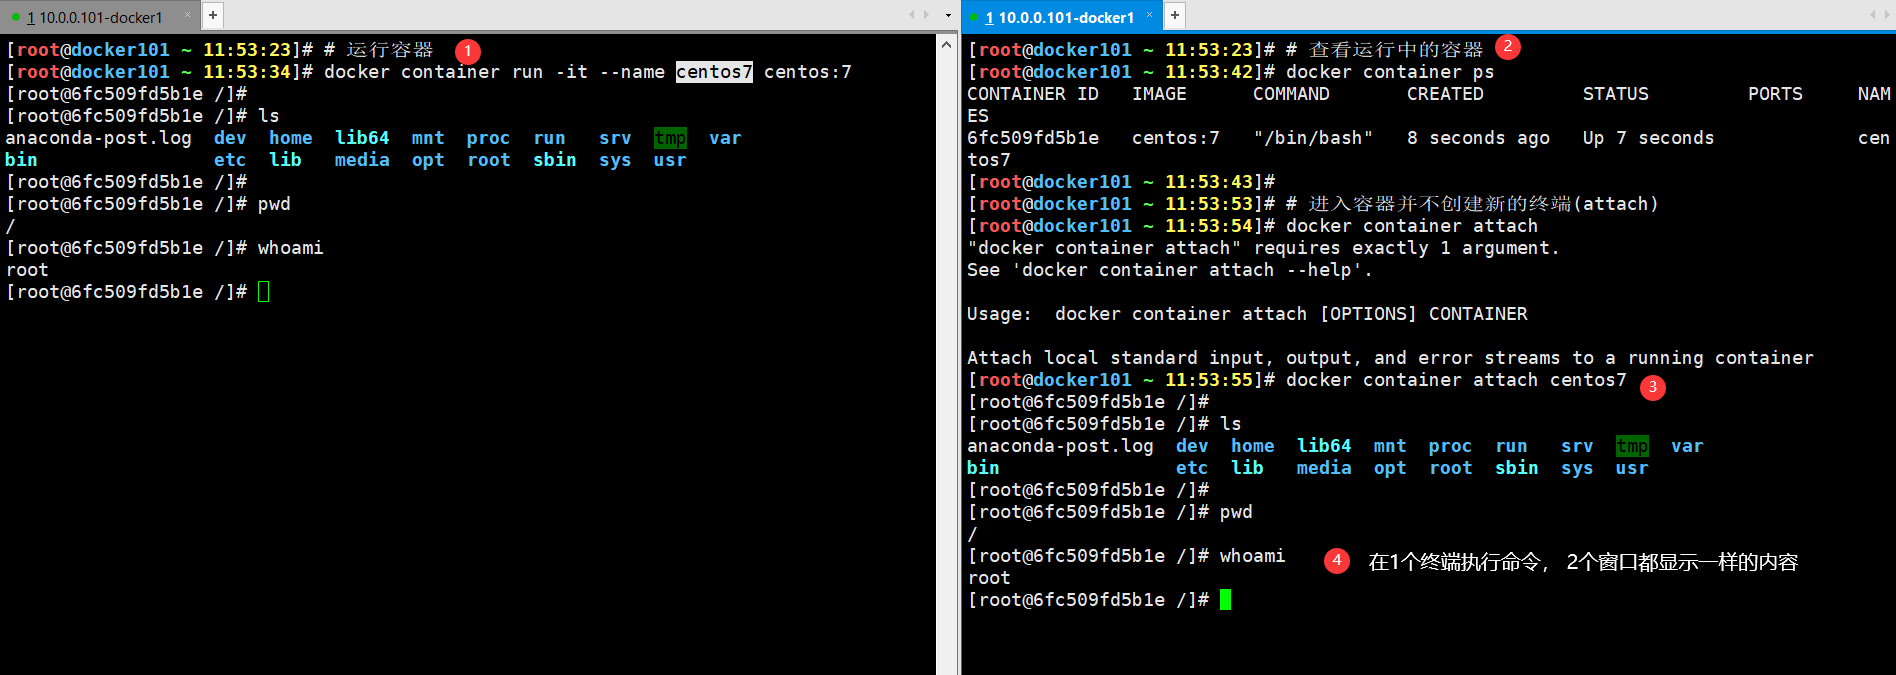 1 10.0.0.101-docker1 × +
[root@docker101 ~ 11:53:23]# # 运行容器 1
[root@docker101 ~ 11:53:34]# docker container run -it --name centos7 centos:7
[root@6fc509fd5b1e /]#
[root@6fc509fd5b1e /]# ls
anaconda-post.log dev home lib64 mnt proc run srv tmp var
bin etc lib media opt root sbin sys usr
[root@6fc509fd5b1e /]#
[root@6fc509fd5b1e /]# pwd
/
[root@6fc509fd5b1e /]# whoami
root
[root@6fc509fd5b1e /]#
1 10.0.0.101-docker1 × +
[root@docker101 ~ 11:53:23]# # 查看运行中的容器 2
[root@docker101 ~ 11:53:42]# docker container ps
CONTAINER ID IMAGE COMMAND CREATED STATUS PORTS NAM
ES
6fc509fd5b1e centos:7 "/bin/bash" 8 seconds ago Up 7 seconds cen
tos7
[root@docker101 ~ 11:53:43]#
[root@docker101 ~ 11:53:53]# # 进入容器并不创建新的终端(attach)
[root@docker101 ~ 11:53:54]# docker container attach
"docker container attach" requires exactly 1 argument.
See 'docker container attach --help'.
Usage: docker container attach [OPTIONS] CONTAINER
Attach local standard input, output, and error streams to a running container
[root@docker101 ~ 11:53:55]# docker container attach centos7 3
[root@6fc509fd5b1e /]#
[root@6fc509fd5b1e /]# ls
anaconda-post.log dev home lib64 mnt proc run srv tmp var
bin etc lib media opt root sbin sys usr
[root@6fc509fd5b1e /]#
[root@6fc509fd5b1e /]# pwd
/
[root@6fc509fd5b1e /]# whoami 4 在1个终端执行命令，2个窗口都显示一样的内容
root
[root@6fc509fd5b1e /]#